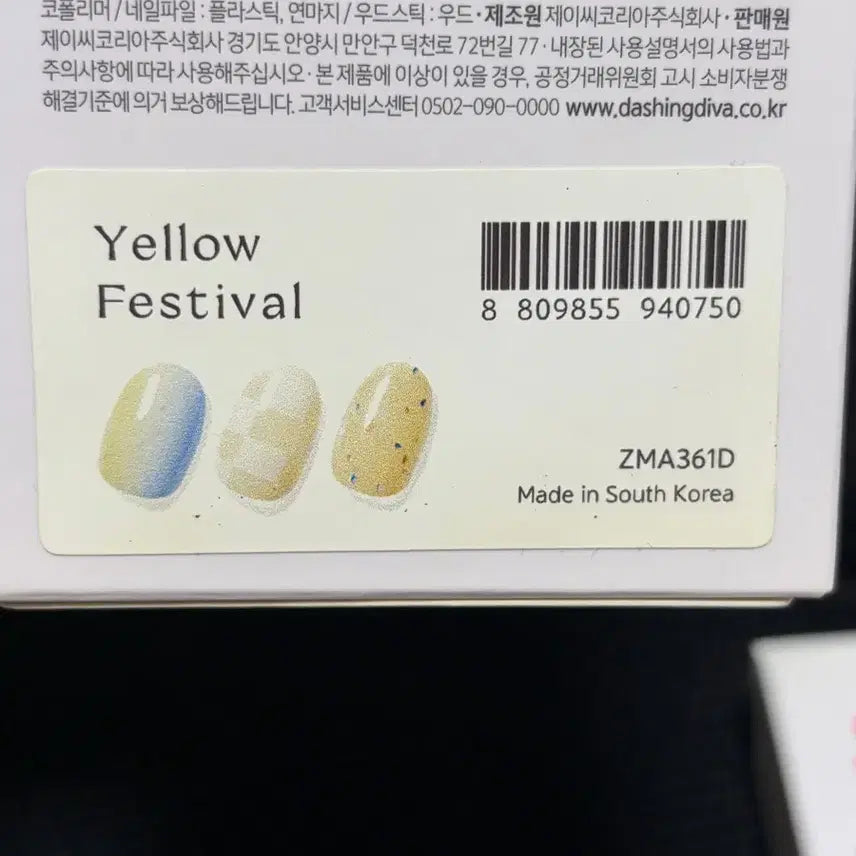 코폴리머 / 네일파일 : 플라스틱, 연마지 / 우드스틱 : 우드 · 제조원 제이씨코리아주식회사 · 판매원
제이씨코리아주식회사 경기도 안양시 만안구 덕천로 72번길 77 · 내장된 사용설명서의 사용법과
주의사항에 따라 사용해주십시오 · 본 제품에 이상이 있을 경우, 공정거래위원회 고시 소비자분쟁
해결기준에 의거 보상해드립니다. 고객서비스센터 0502-090-0000 www.dashingdiva.co.kr
Yellow
Festival
8 809855 940750
ZMA361D
Made in South Korea